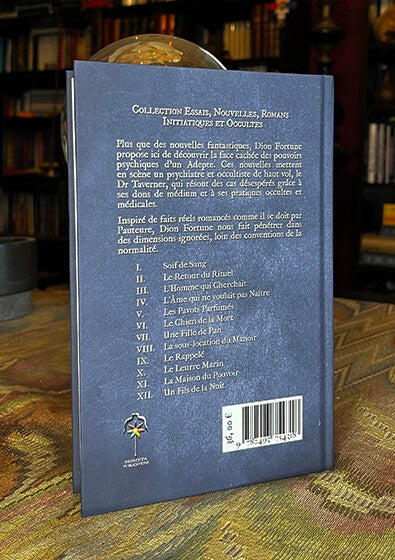 Collection Essais, Nouvelles, Romans
Initiatiques et Occultes
Plus que des nouvelles fantastiques, Dion Fortune
propose ici de découvrir la face cachée des pouvoirs
psychiques d'un Adepte. Ces nouvelles mettent
en scène un psychiatre et occultiste de haut vol, le
Dr Taverner, qui résout des cas désespérés grâce à
ses dons de médium et à ses pratiques occultes et
médicales.
Inspiré de faits réels romancés comme il se doit par
l'auteure, Dion Fortune nous fait pénétrer dans
des dimensions ignorées, loin des conventions de la
normalité.
I. Soif de Sang
II. Le Retour du Rituel
III. L'Homme qui Cherchait
IV. L'Âme qui ne voulait pas Naître
V. Les Pavots Parfumés
VI. Le Chien de la Mort
VII. Une Fille de Pan
VIII. La sous-location du Manoir
IX. Le Rappelé
X. Le Leurre Marin
XI. La Maison du Pouvoir
XII. Un Fils de la Nuit
36,00 €